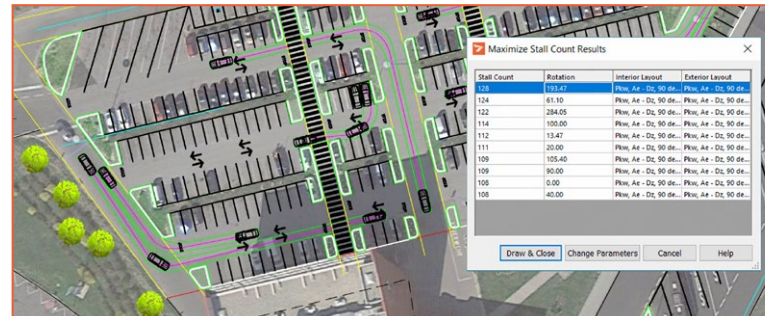 Maximize Stall Count Results
Stall Count Rotation Interior Layout Exterior Layout
128 193.47 Pkw, Ae - Dz, 90 de... Pkw, Ae - Dz, 90 de...
124 61.10 Pkw, Ae - Dz, 90 de... Pkw, Ae - Dz, 90 de...
122 284.05 Pkw, Ae - Dz, 90 de... Pkw, Ae - Dz, 90 de...
114 100.00 Pkw, Ae - Dz, 90 de... Pkw, Ae - Dz, 90 de...
112 13.47 Pkw, Ae - Dz, 90 de... Pkw, Ae - Dz, 90 de...
111 20.00 Pkw, Ae - Dz, 90 de... Pkw, Ae - Dz, 90 de...
109 105.40 Pkw, Ae - Dz, 90 de... Pkw, Ae - Dz, 90 de...
109 90.00 Pkw, Ae - Dz, 90 de... Pkw, Ae - Dz, 90 de...
108 0.00 Pkw, Ae - Dz, 90 de... Pkw, Ae - Dz, 90 de...
108 40.00 Pkw, Ae - Dz, 90 de... Pkw, Ae - Dz, 90 de...
Draw & Close Change Parameters Cancel Help